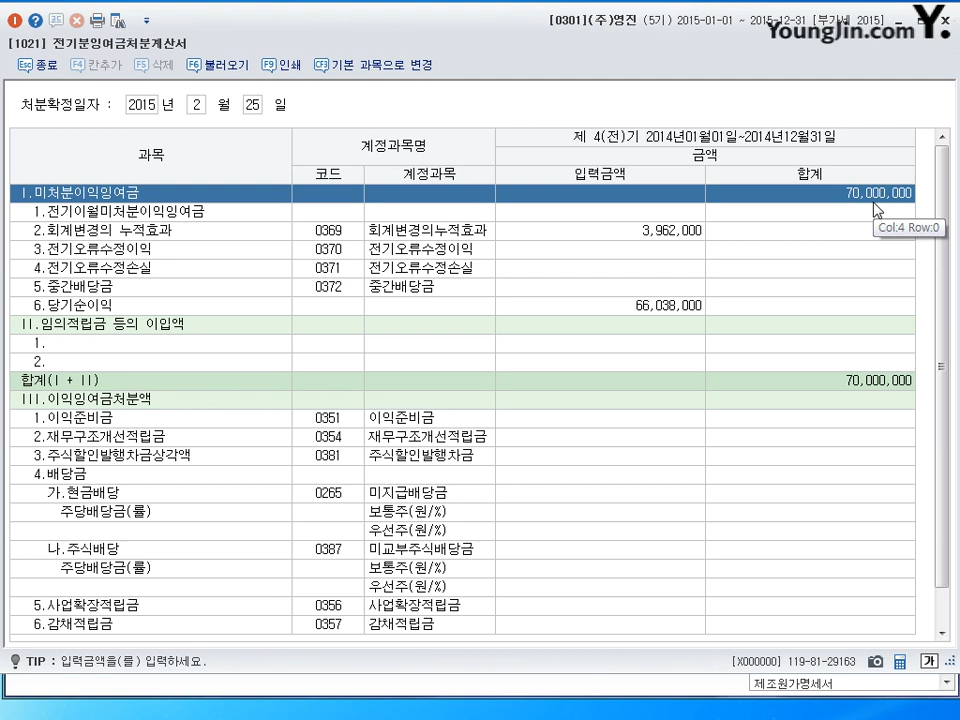 [0301](주)영진 (5기) 2015-01-01 ~ 2015-12-31 [부가세 2015]
YoungJin.com Y.
[1021] 전기분잉여금처분계산서
Esc 종료 F4 칸추가 F5 삭제 F6 불러오기 F9 인쇄 CF3 기본 과목으로 변경
처분확정일자 : 2015 년 2 월 25 일
과목 계정과목명 제 4(전)기 2014년01월01일~2014년12월31일
금액
코드 계정과목 입력금액 합계
I.미처분이익잉여금 70,000,000
1.전기이월미처분이익잉여금
Col:4 Row:0
2.회계변경의 누적효과 0369 회계변경의누적효과 3,962,000
3.전기오류수정이익 0370 전기오류수정이익
4.전기오류수정손실 0371 전기오류수정손실
5.중간배당금 0372 중간배당금
6.당기순이익 66,038,000
II.임의적립금 등의 이입액
1.
2.
합계(I + II) 70,000,000
III.이익잉여금처분액
1.이익준비금 0351 이익준비금
2.재무구조개선적립금 0354 재무구조개선적립금
3.주식할인발행차금상각액 0381 주식할인발행차금
4.배당금
가.현금배당 0265 미지급배당금
주당배당금(률) 보통주(원/%)
우선주(원/%)
나.주식배당 0387 미교부주식배당금
주당배당금(률) 보통주(원/%)
우선주(원/%)
5.사업확장적립금 0356 사업확장적립금
6.감채적립금 0357 감채적립금
TIP : 입력금액을(를) 입력하세요. [X000000] 119-81-29163 가
제조원가명세서